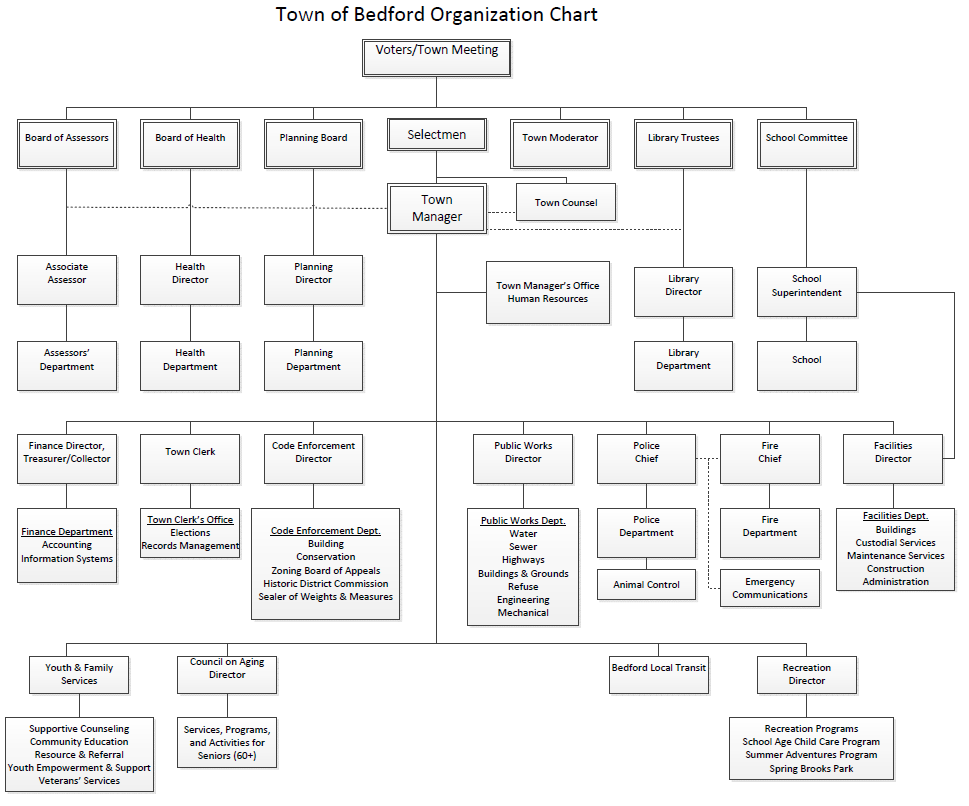 Town of Bedford Organization Chart
Voters/Town Meeting
Board of Assessors
Board of Health
Planning Board
Selectmen
Town Moderator
Library Trustees
School Committee
Town
Manager
Town Counsel
Associate
Assessor
Health
Director
Planning
Director
Town Manager's Office
Human Resources
Library
Director
School
Superintendent
Assessors'
Department
Health
Department
Planning
Department
Library
Department
School
Finance Director,
Treasurer/Collector
Town Clerk
Code Enforcement
Director
Public Works
Director
Police
Chief
Fire
Chief
Facilities
Director
Finance Department
Accounting
Information Systems
Town Clerk's Office
Elections
Records Management
Code Enforcement Dept.
Building
Conservation
Zoning Board of Appeals
Historic District Commission
Sealer of Weights & Measures
Public Works Dept.
Water
Sewer
Highways
Buildings & Grounds
Refuse
Engineering
Mechanical
Police
Department
Animal Control
Fire
Department
Emergency
Communications
Facilities Dept.
Buildings
Custodial Services
Maintenance Services
Construction
Administration
Youth & Family
Services
Council on Aging
Director
Bedford Local Transit
Recreation
Director
Supportive Counseling
Community Education
Resource & Referral
Youth Empowerment & Support
Veterans' Services
Services, Programs,
and Activities for
Seniors (60+)
Recreation Programs
School Age Child Care Program
Summer Adventures Program
Spring Brooks Park